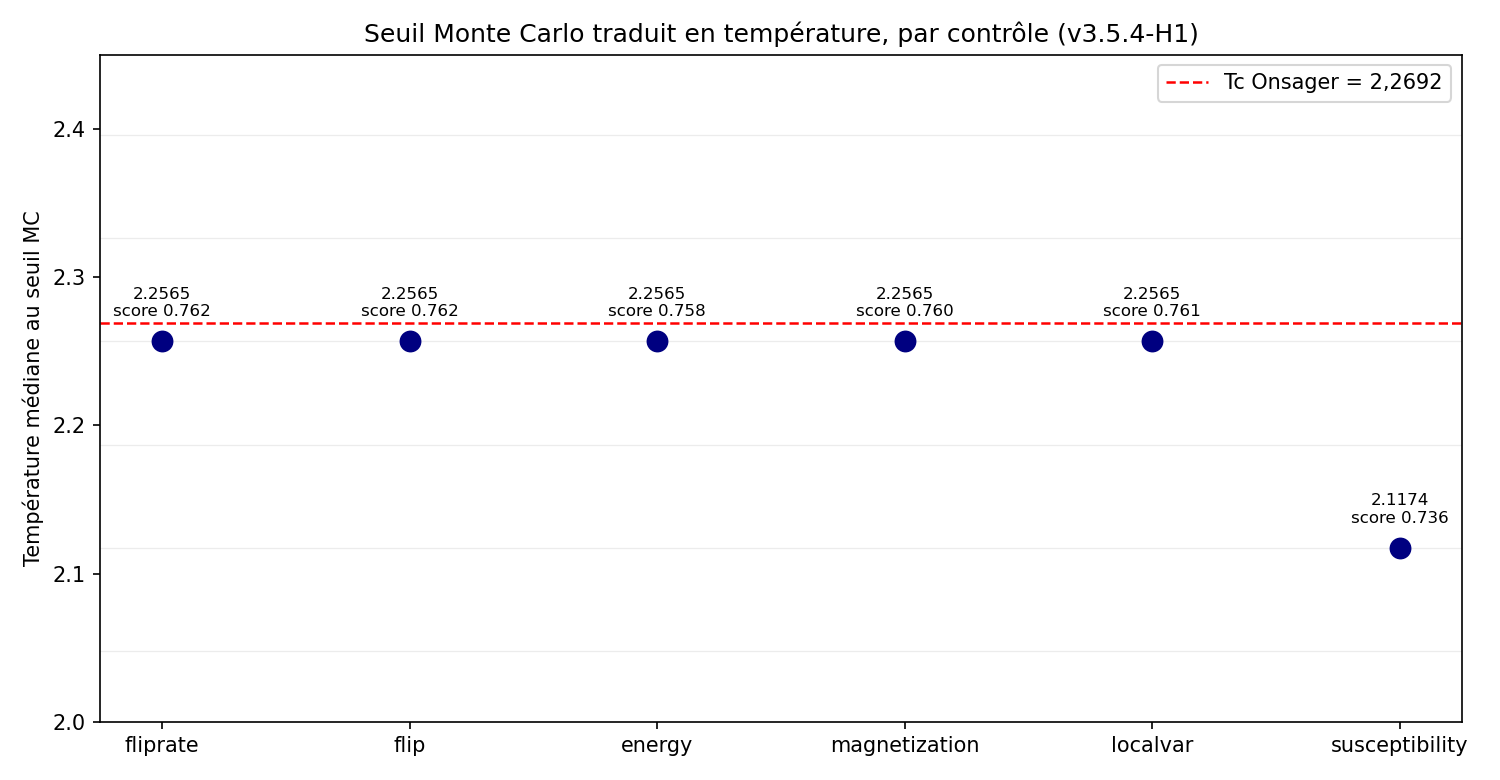 Seuil Monte Carlo traduit en température, par contrôle (v3.5.4-H1)
Tc Onsager = 2,2692
Température médiane au seuil MC
2.4
2.3
2.2
2.1
2.0
2.2565
score 0.762
2.2565
score 0.762
2.2565
score 0.758
2.2565
score 0.760
2.2565
score 0.761
2.1174
score 0.736
fliprate
flip
energy
magnetization
localvar
susceptibility